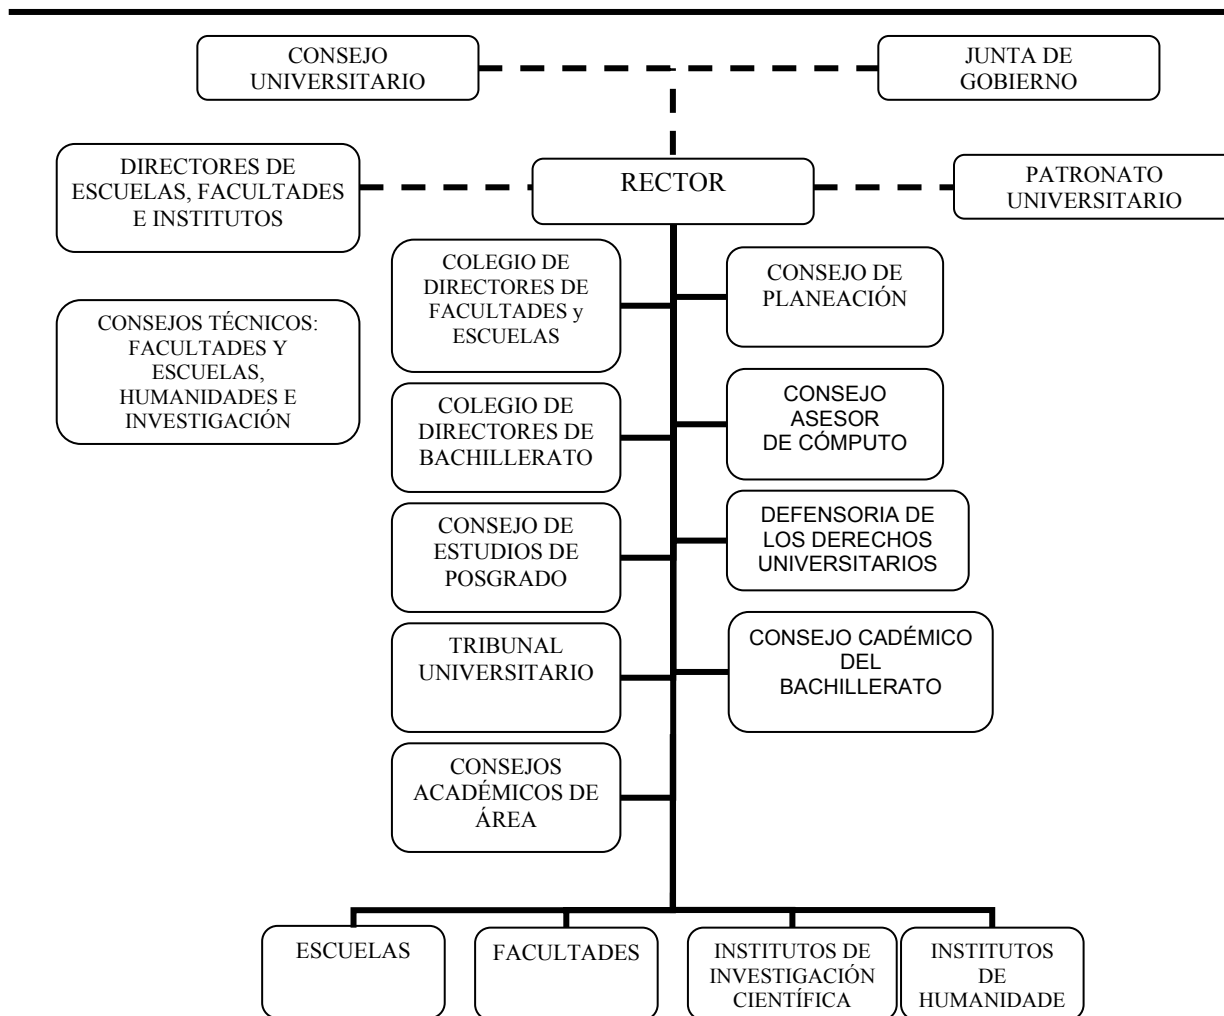 CONSEJO
UNIVERSITARIO
JUNTA DE
GOBIERNO
DIRECTORES DE
ESCUELAS, FACULTADES
E INSTITUTOS
RECTOR
PATRONATO
UNIVERSITARIO
COLEGIO DE
DIRECTORES DE
FACULTADES y
ESCUELAS
CONSEJO DE
PLANEACIÓN
CONSEJOS TÉCNICOS:
FACULTADES Y
ESCUELAS,
HUMANIDADES E
INVESTIGACIÓN
COLEGIO DE
DIRECTORES DE
BACHILLERATO
CONSEJO
ASESOR
DE CÓMPUTO
CONSEJO DE
ESTUDIOS DE
POSGRADO
DEFENSORIA DE
LOS DERECHOS
UNIVERSITARIOS
TRIBUNAL
UNIVERSITARIO
CONSEJO CADÉMICO
DEL
BACHILLERATO
CONSEJOS
ACADÉMICOS DE
ÁREA
ESCUELAS
FACULTADES
INSTITUTOS DE
INVESTIGACIÓN
CIENTÍFICA
INSTITUTOS
DE
HUMANIDADE